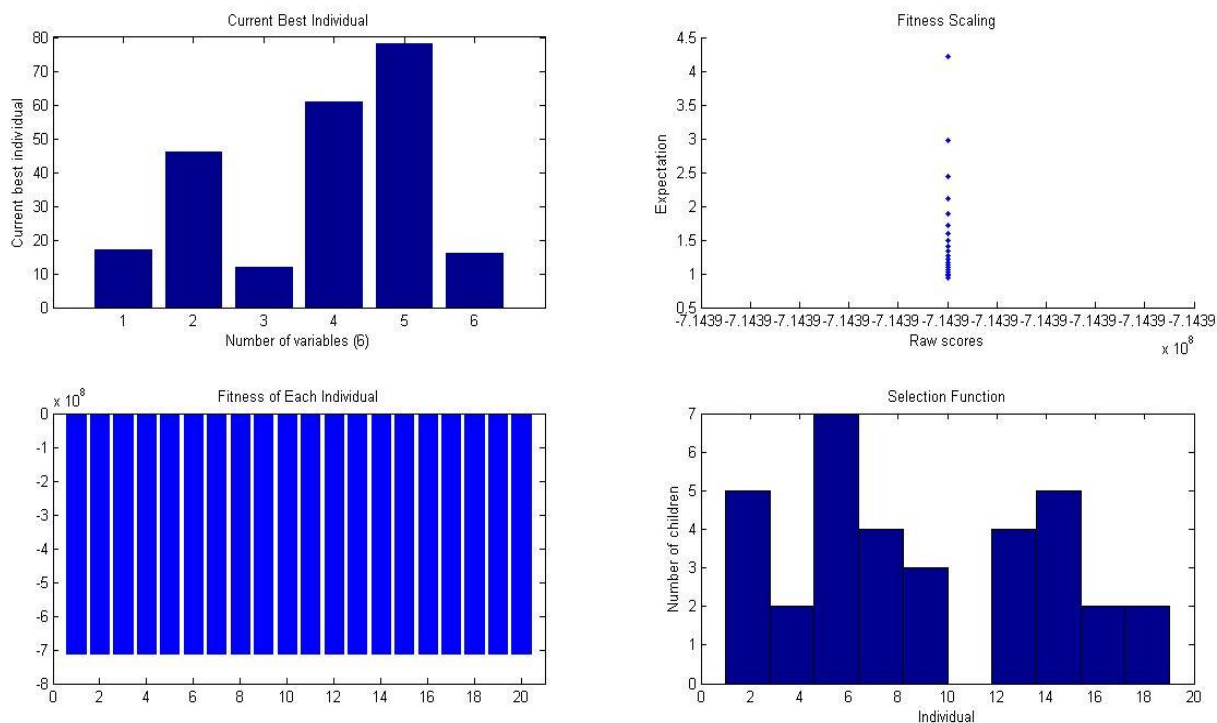 Current Best Individual
80
70
60
50
40
30
20
10
0
Current best individual
1 2 3 4 5 6
Number of variables (6)
Fitness Scaling
4.5
4
3.5
3
2.5
2
1.5
1
0.5
Expectation
-7.1439 -7.1439 -7.1439 -7.1439 -7.1439 -7.1439 -7.1439 -7.1439 -7.1439 -7.1439 -7.1439
Raw scores
x 10^8
Fitness of Each Individual
x 10^8
0
-1
-2
-3
-4
-5
-6
-7
-8
0 2 4 6 8 10 12 14 16 18 20
Selection Function
7
6
5
4
3
2
1
0
Number of children
0 2 4 6 8 10 12 14 16 18 20
Individual